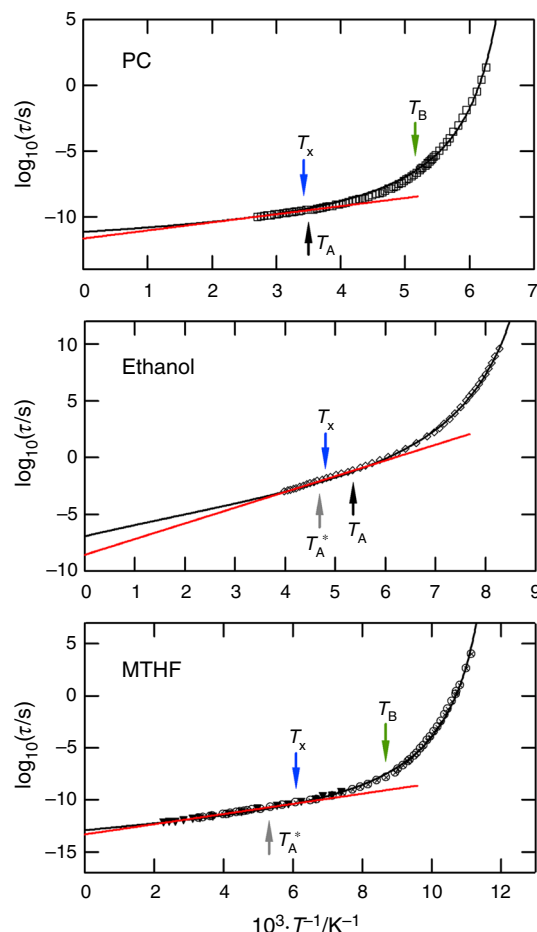 5
PC
0
log₁₀(τ/s)
T_B
T_x
−5
−10
T_A
0 1 2 3 4 5 6 7
10
Ethanol
5
log₁₀(τ/s)
T_x
0
−5
T_A* T_A
−10
0 1 2 3 4 5 6 7 8 9
5
MTHF
0
log₁₀(τ/s)
T_B
T_x
−5
−10
T_A*
−15
0 2 4 6 8 10 12
10³·T⁻¹/K⁻¹